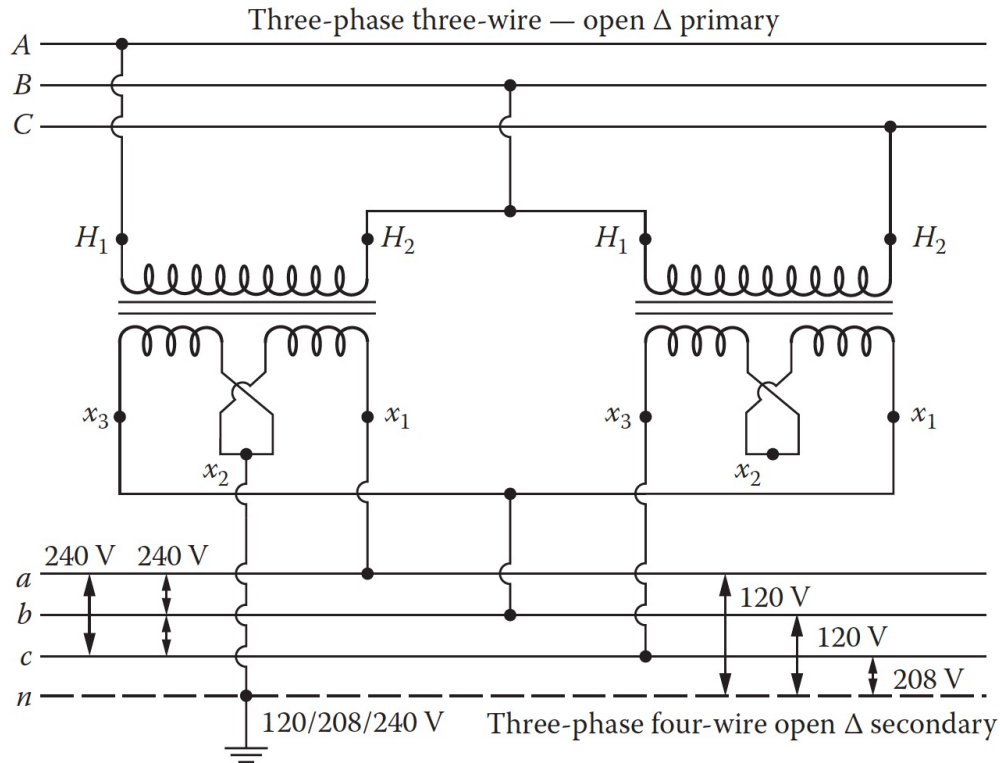 Three-phase three-wire — open Δ primary
A
B
C
H₁ H₂ H₁ H₂
x₃ x₁ x₃ x₁
x₂ x₂
240 V 240 V
a
120 V
b
120 V
c
208 V
n
120/208/240 V Three-phase four-wire open Δ secondary